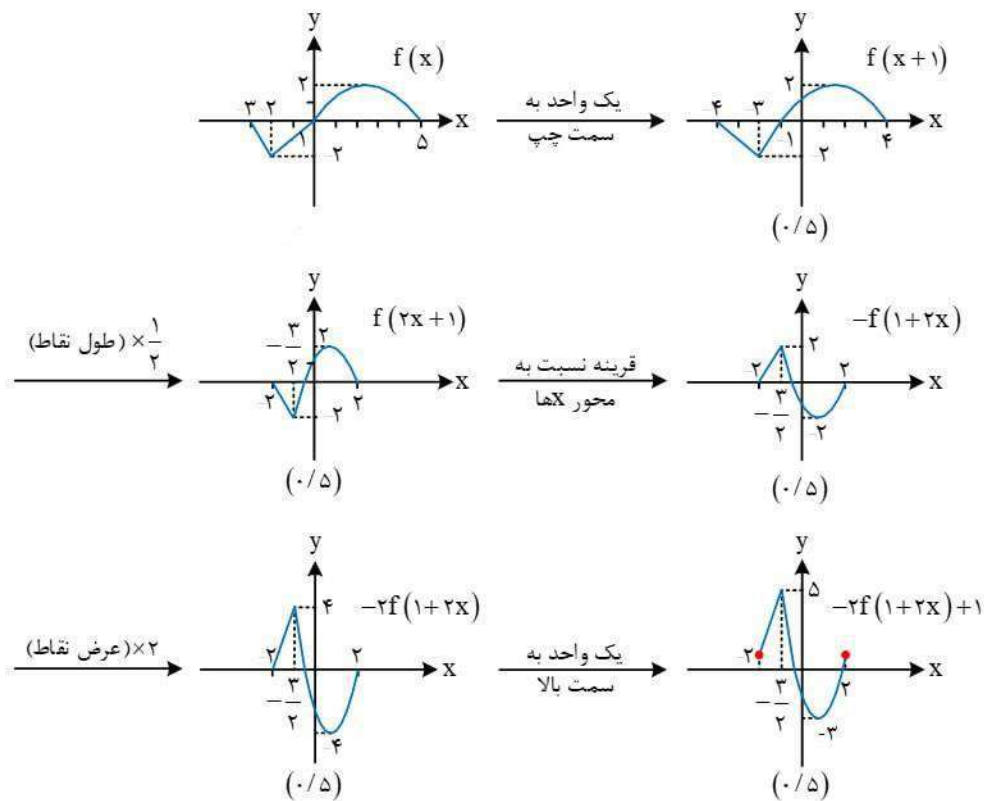 y
f(x)
۲
-۳ -۲
x
۱
-۲
۵
یک واحد به
سمت چپ
y
f(x+۱)
۲
-۴ -۳
x
-۱
-۲
۴
(۰/۵)
(طول نقاط)×۱/۲
y
f(۲x+۱)
-۳/۲
۲
x
-۲
-۲
۲
(۰/۵)
قرینه نسبت به
محور xها
y
-f(۱+۲x)
۲
-۲
۲
x
-۳/۲
-۲
(۰/۵)
(عرض نقاط)×۲
y
-۲f(۱+۲x)
۴
-۲
۲
x
-۳/۲
-۴
(۰/۵)
یک واحد به
سمت بالا
y
-۲f(۱+۲x)+۱
۵
-۲
x
۲
-۳/۲
-۳
(۰/۵)